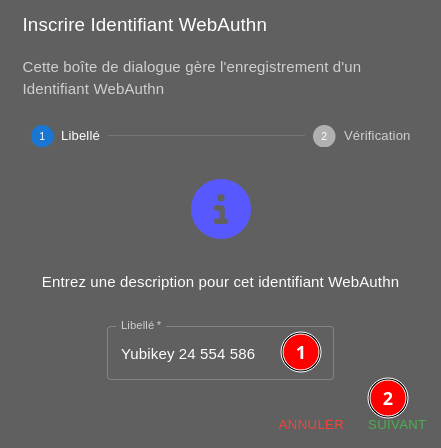 Inscrire Identifiant WebAuthn
Cette boîte de dialogue gère l'enregistrement d'un
Identifiant WebAuthn
1 Libellé 2 Vérification
Entrez une description pour cet identifiant WebAuthn
Libellé *
Yubikey 24 554 586 1
2
ANNULER SUIVANT